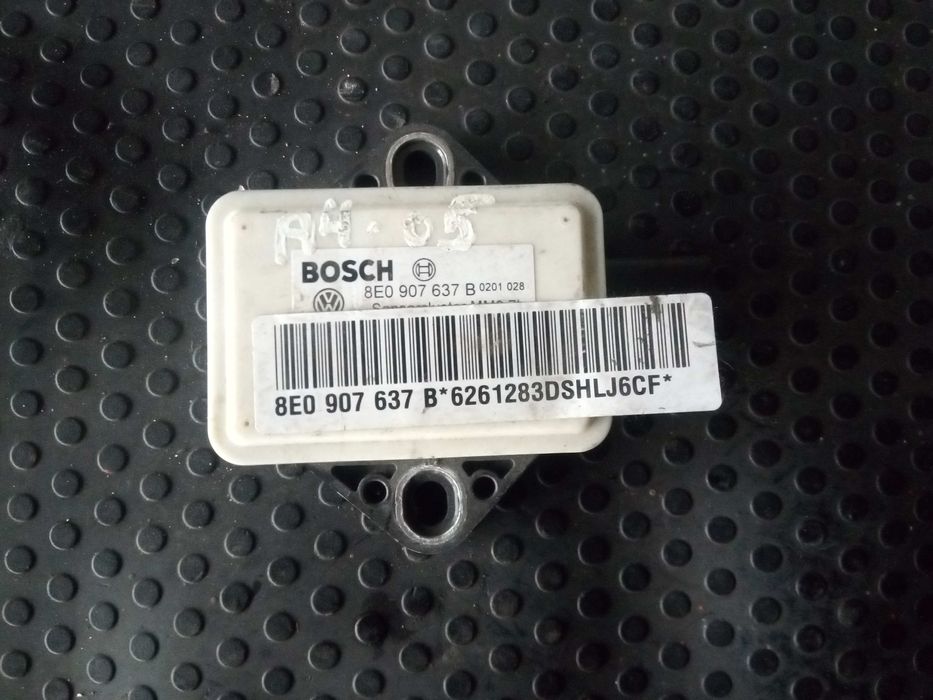 A4-05
BOSCH
8E0 907 637 B 0201 028
8E0 907 637 B*6261283DSHLJ6CF*